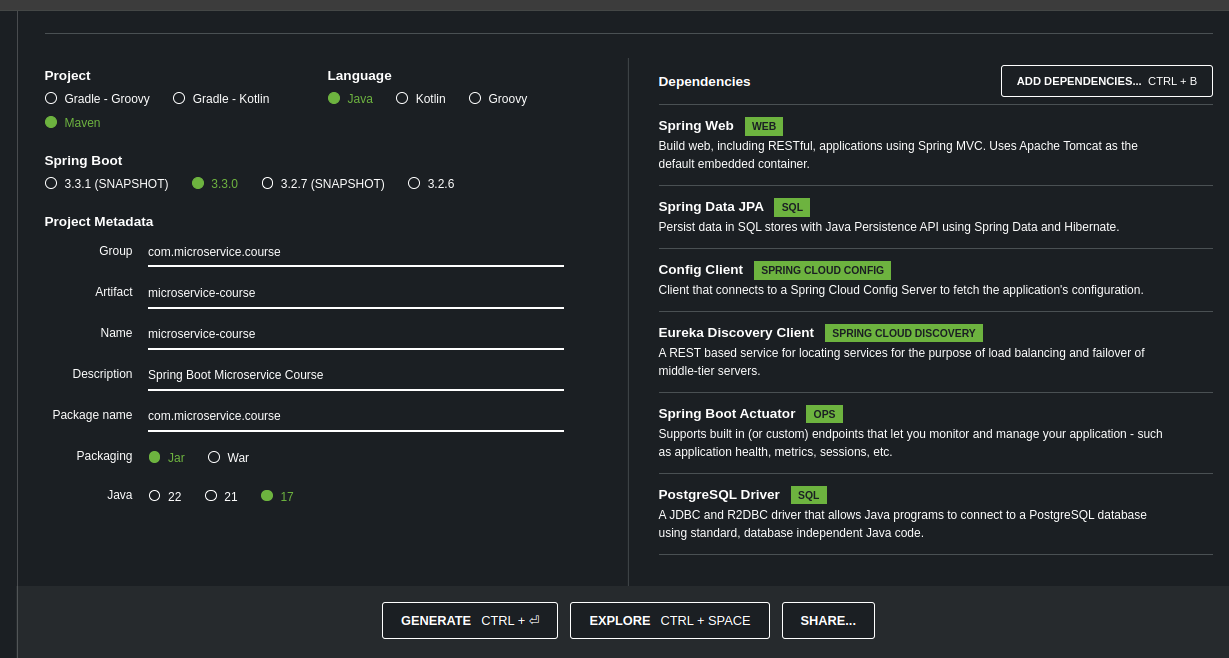 Project
Gradle - Groovy Gradle - Kotlin
Maven
Language
Java Kotlin Groovy
Spring Boot
3.3.1 (SNAPSHOT) 3.3.0 3.2.7 (SNAPSHOT) 3.2.6
Project Metadata
Group com.microservice.course
Artifact microservice-course
Name microservice-course
Description Spring Boot Microservice Course
Package name com.microservice.course
Packaging Jar War
Java 22 21 17
Dependencies ADD DEPENDENCIES... CTRL + B
Spring Web WEB
Build web, including RESTful, applications using Spring MVC. Uses Apache Tomcat as the
default embedded container.
Spring Data JPA SQL
Persist data in SQL stores with Java Persistence API using Spring Data and Hibernate.
Config Client SPRING CLOUD CONFIG
Client that connects to a Spring Cloud Config Server to fetch the application's configuration.
Eureka Discovery Client SPRING CLOUD DISCOVERY
A REST based service for locating services for the purpose of load balancing and failover of
middle-tier servers.
Spring Boot Actuator OPS
Supports built in (or custom) endpoints that let you monitor and manage your application - such
as application health, metrics, sessions, etc.
PostgreSQL Driver SQL
A JDBC and R2DBC driver that allows Java programs to connect to a PostgreSQL database
using standard, database independent Java code.
GENERATE CTRL + ⏎ EXPLORE CTRL + SPACE SHARE...